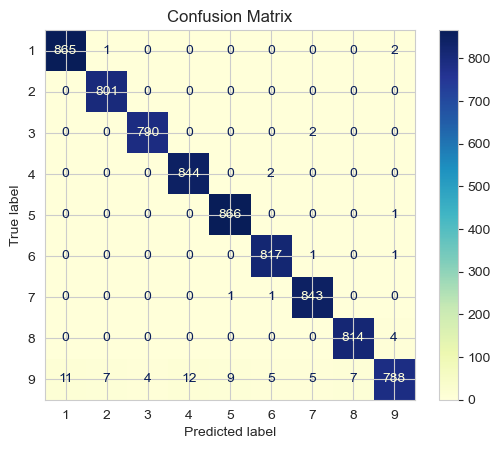 Confusion Matrix
1 865 1 0 0 0 0 0 0 2
2 0 801 0 0 0 0 0 0 0
3 0 0 790 0 0 0 2 0 0
4 0 0 0 844 0 2 0 0 0
5 0 0 0 0 866 0 0 0 1
6 0 0 0 0 0 817 1 0 1
7 0 0 0 0 1 1 843 0 0
8 0 0 0 0 0 0 0 814 4
9 11 7 4 12 9 5 5 7 788
1 2 3 4 5 6 7 8 9
Predicted label
True label
800
700
600
500
400
300
200
100
0